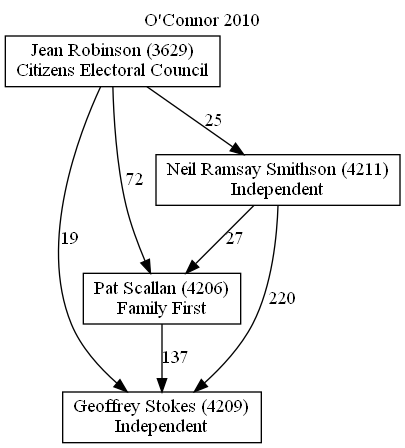 O'Connor 2010
Jean Robinson (3629)
Citizens Electoral Council
25
Neil Ramsay Smithson (4211)
Independent
72
19
27
Pat Scallan (4206)
Family First
220
137
Geoffrey Stokes (4209)
Independent